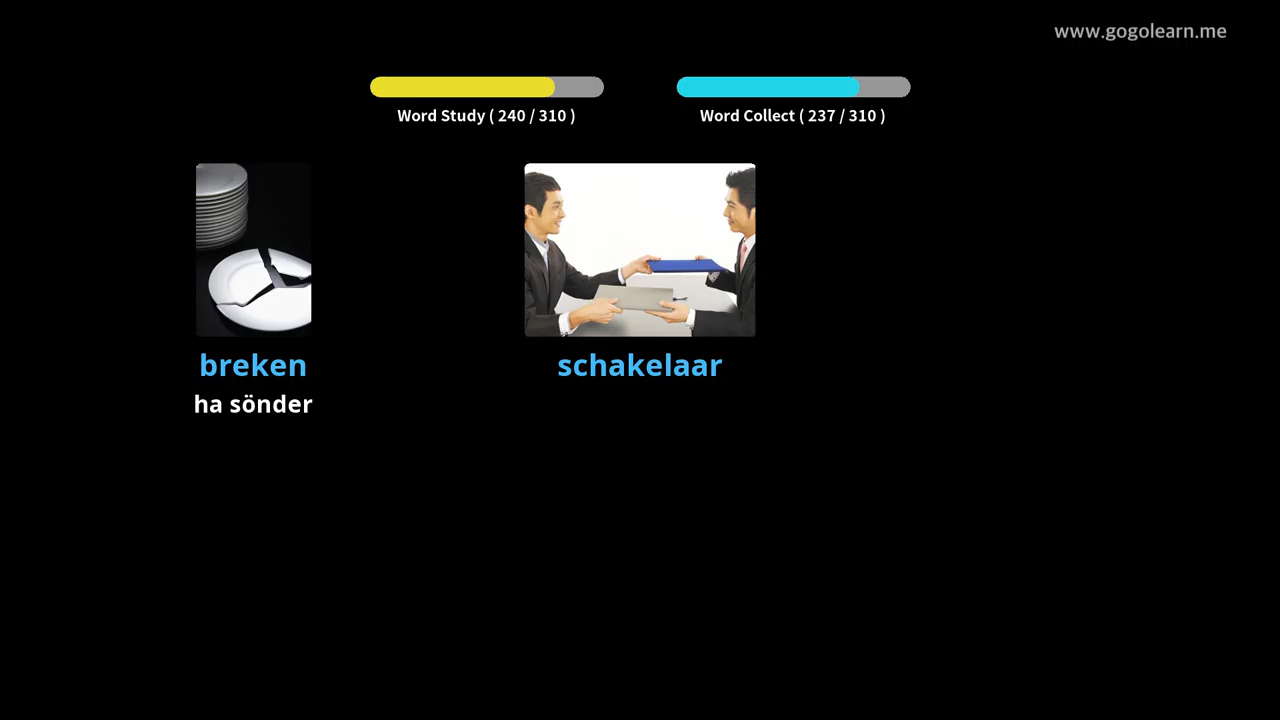 www.gogolearn.me
Word Study ( 240 / 310 )
Word Collect ( 237 / 310 )
breken
schakelaar
ha sönder